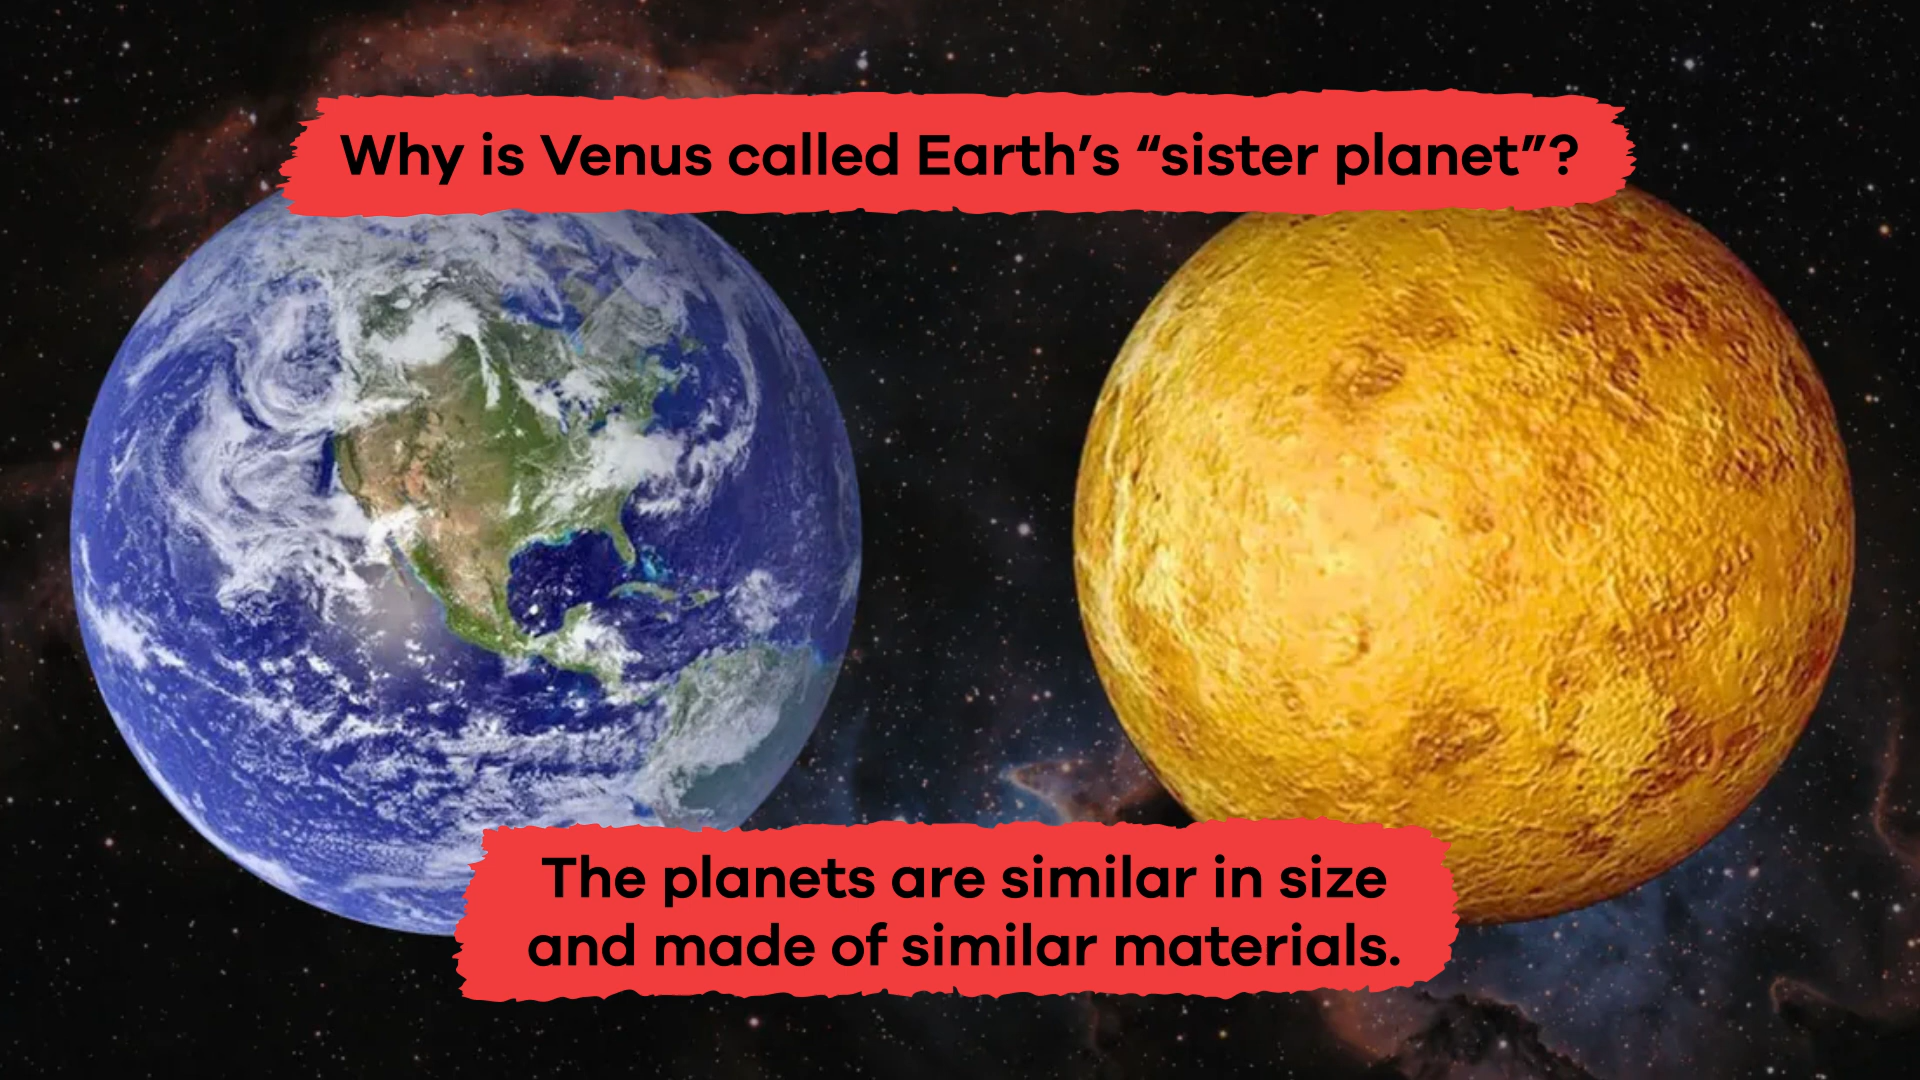 Why is Venus called Earth’s “sister planet”?
The planets are similar in size
and made of similar materials.